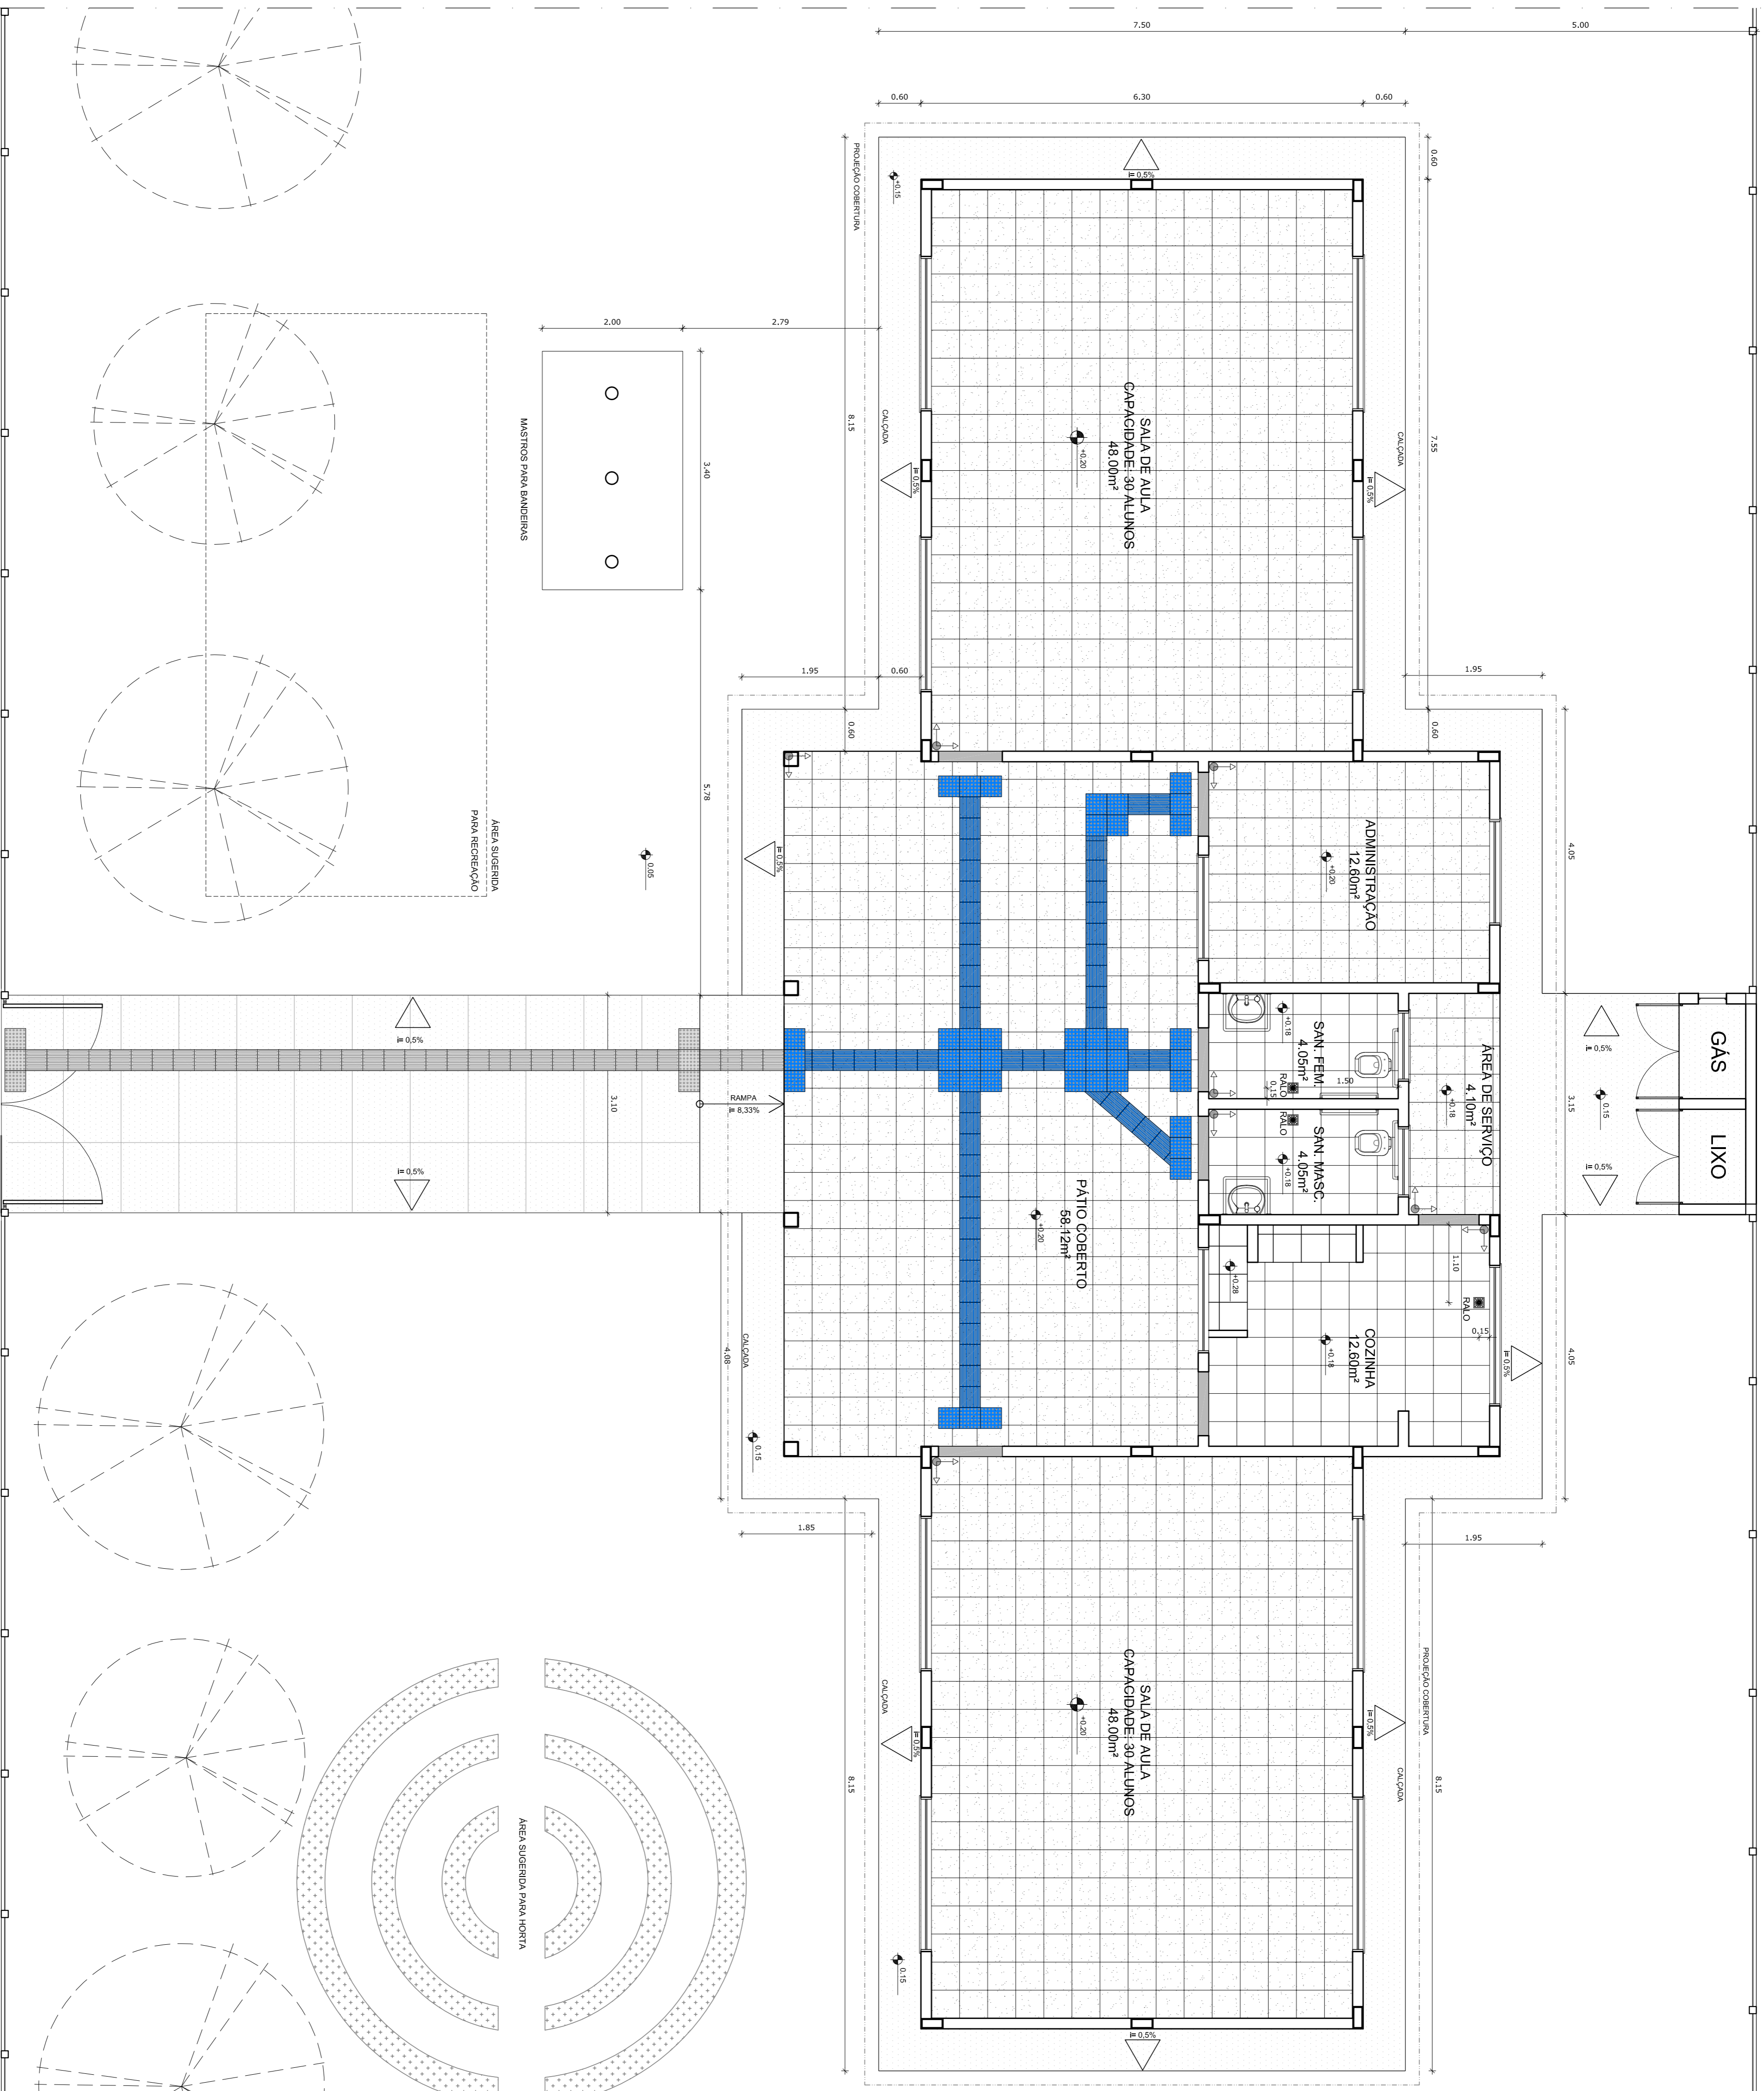 7.50
5.00
0.60
6.30
0.60
0.60
PROJEÇÃO COBERTURA
+0.15
i= 0,5%
2.00
2.79
8.15
CALÇADA
CALÇADA
7.55
3.40
MASTROS PARA BANDEIRAS
SALA DE AULA
CAPACIDADE: 30 ALUNOS
48.00m²
+0.20
i= 0,5%
i= 0,5%
1.95
0.60
1.95
0.60
0.60
5.78
ÁREA SUGERIDA
PARA RECREAÇÃO
0.05
i= 0,5%
ADMINISTRAÇÃO
12.60m²
+0.20
4.05
i= 0,5%
3.10
RAMPA
i= 8,33%
i= 0,5%
SAN. FEM.
4.05m²
+0.18
RALO
0.15
1.50
RALO
SAN. MASC.
4.05m²
+0.18
ÁREA DE SERVIÇO
4.10m²
+0.18
i= 0,5%
0.15
3.15
i= 0,5%
GÁS
LIXO
PÁTIO COBERTO
58.12m²
+0.20
+0.28
1.10
RALO
0.15
COZINHA
12.60m²
+0.18
i= 0,5%
4.05
CALÇADA
4.08
0.15
1.85
1.95
SALA DE AULA
CAPACIDADE: 30 ALUNOS
48.00m²
+0.20
PROJEÇÃO COBERTURA
CALÇADA
i= 0,5%
i= 0,5%
CALÇADA
8.15
8.15
ÁREA SUGERIDA PARA HORTA
0.15
i= 0,5%